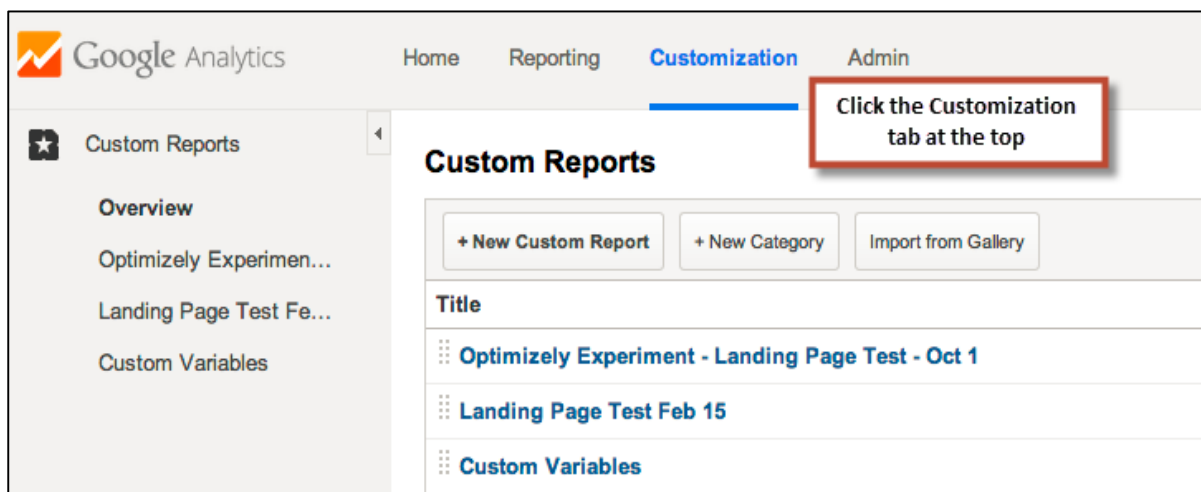 Google Analytics
Home Reporting Customization Admin
Click the Customization
tab at the top
Custom Reports
Overview
Optimizely Experimen...
Landing Page Test Fe...
Custom Variables
Custom Reports
+ New Custom Report + New Category Import from Gallery
Title
Optimizely Experiment - Landing Page Test - Oct 1
Landing Page Test Feb 15
Custom Variables